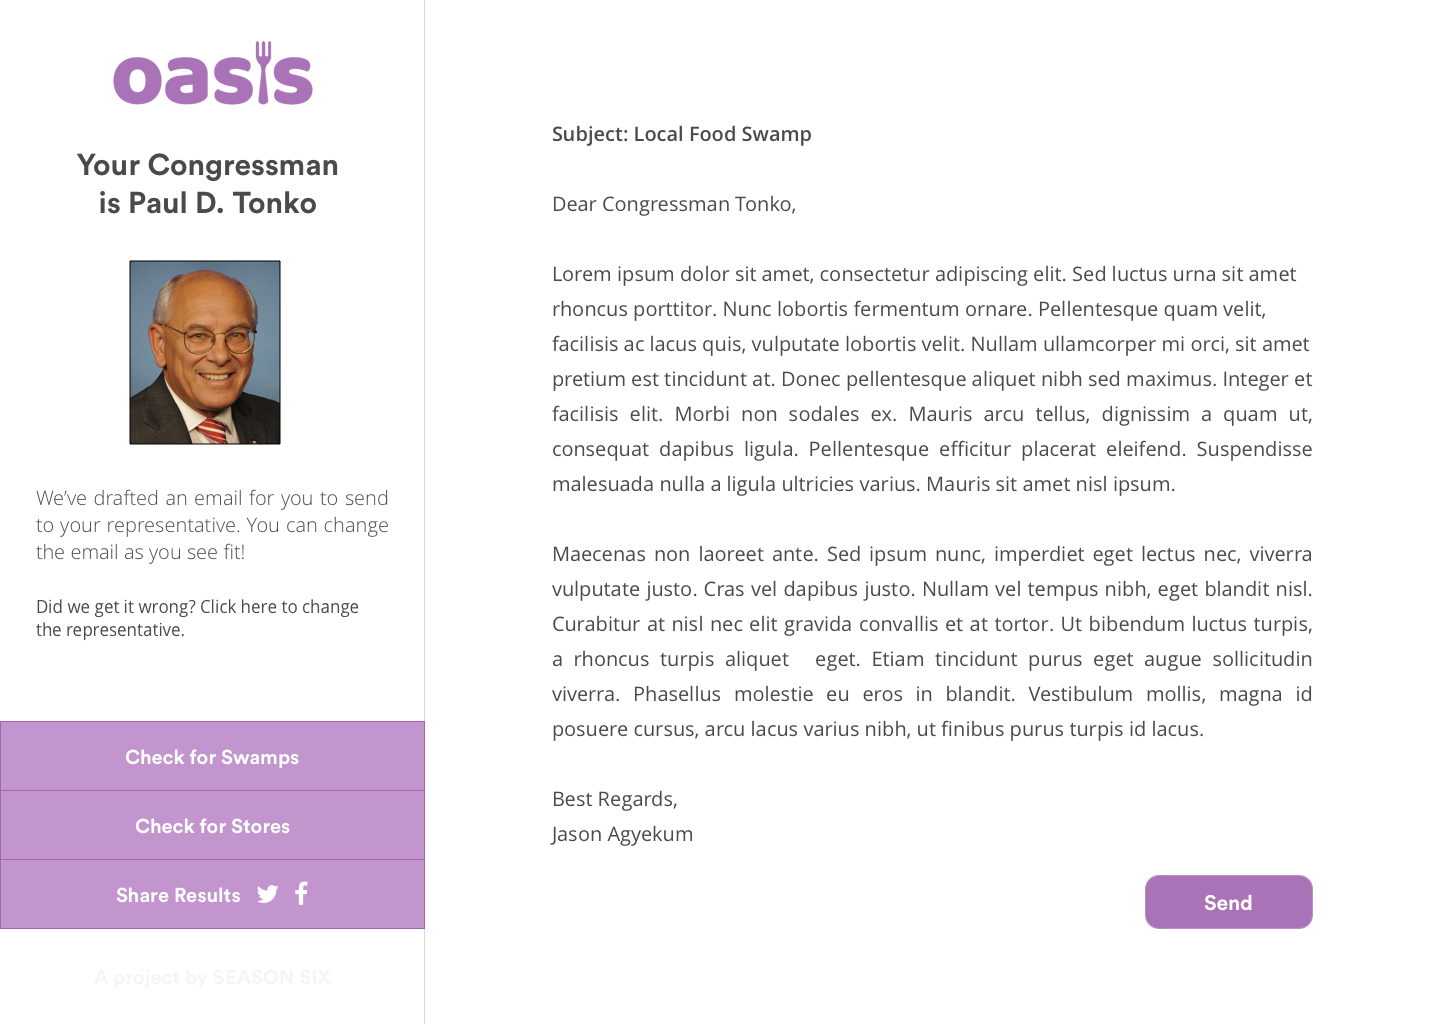 oasis
Your Congressman
is Paul D. Tonko
We’ve drafted an email for you to send
to your representative. You can change
the email as you see fit!
Did we get it wrong? Click here to change
the representative.
Check for Swamps
Check for Stores
Share Results
A project by SEASON SIX
Subject: Local Food Swamp
Dear Congressman Tonko,
Lorem ipsum dolor sit amet, consectetur adipiscing elit. Sed luctus urna sit amet
rhoncus porttitor. Nunc lobortis fermentum ornare. Pellentesque quam velit,
facilisis ac lacus quis, vulputate lobortis velit. Nullam ullamcorper mi orci, sit amet
pretium est tincidunt at. Donec pellentesque aliquet nibh sed maximus. Integer et
facilisis elit. Morbi non sodales ex. Mauris arcu tellus, dignissim a quam ut,
consequat dapibus ligula. Pellentesque efficitur placerat eleifend. Suspendisse
malesuada nulla a ligula ultricies varius. Mauris sit amet nisl ipsum.
Maecenas non laoreet ante. Sed ipsum nunc, imperdiet eget lectus nec, viverra
vulputate justo. Cras vel dapibus justo. Nullam vel tempus nibh, eget blandit nisl.
Curabitur at nisl nec elit gravida convallis et at tortor. Ut bibendum luctus turpis,
a rhoncus turpis aliquet eget. Etiam tincidunt purus eget augue sollicitudin
viverra. Phasellus molestie eu eros in blandit. Vestibulum mollis, magna id
posuere cursus, arcu lacus varius nibh, ut finibus purus turpis id lacus.
Best Regards,
Jason Agyekum
Send